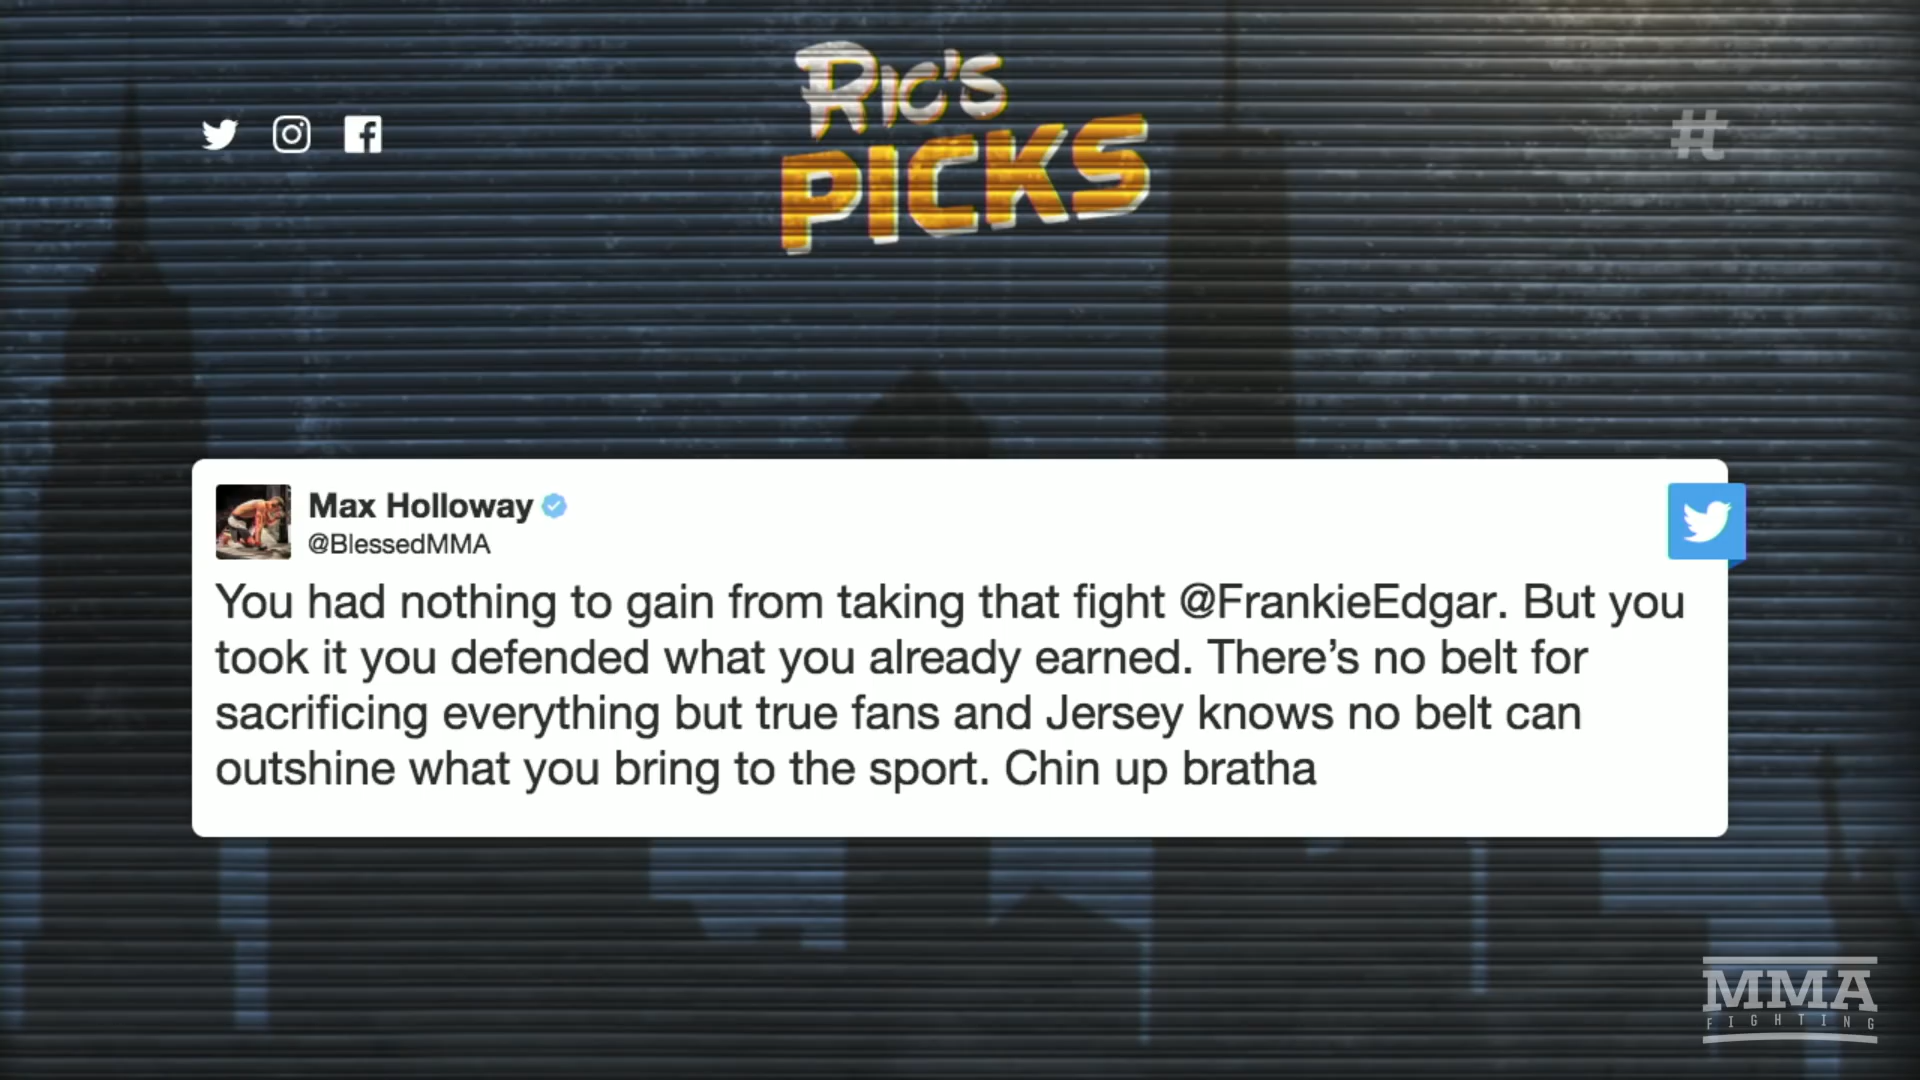 Ric's
PICKS
#
Max Holloway
@BlessedMMA
You had nothing to gain from taking that fight @FrankieEdgar. But you
took it you defended what you already earned. There’s no belt for
sacrificing everything but true fans and Jersey knows no belt can
outshine what you bring to the sport. Chin up bratha
MMA
FIGHTING